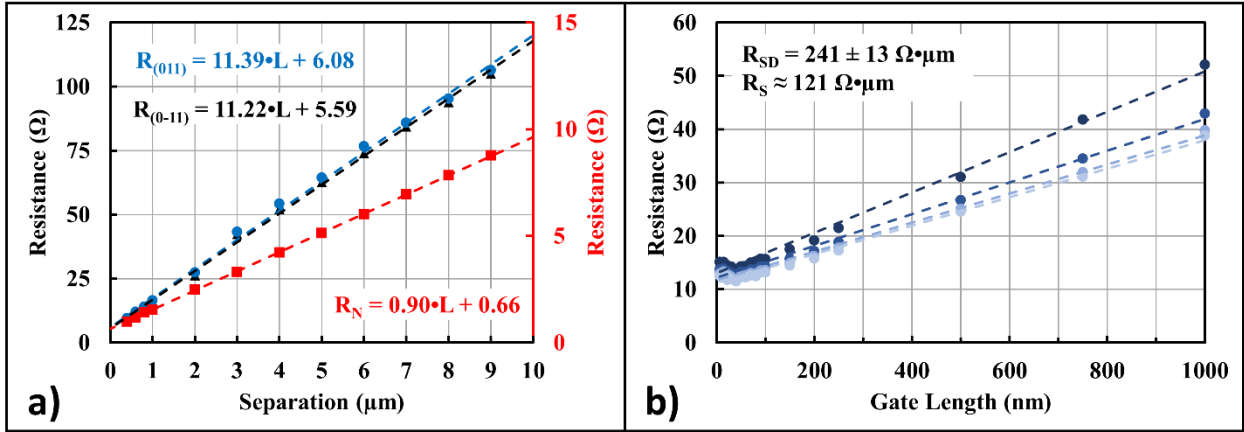 125
100
75
50
25
0
Resistance (Ω)
R(011) = 11.39•L + 6.08
R(0-11) = 11.22•L + 5.59
RN = 0.90•L + 0.66
15
10
5
0
Resistance (Ω)
0 1 2 3 4 5 6 7 8 9 10
Separation (µm)
a)
60
50
40
30
20
10
0
Resistance (Ω)
RSD = 241 ± 13 Ω•µm
RS ≈ 121 Ω•µm
0 200 400 600 800 1000
Gate Length (nm)
b)